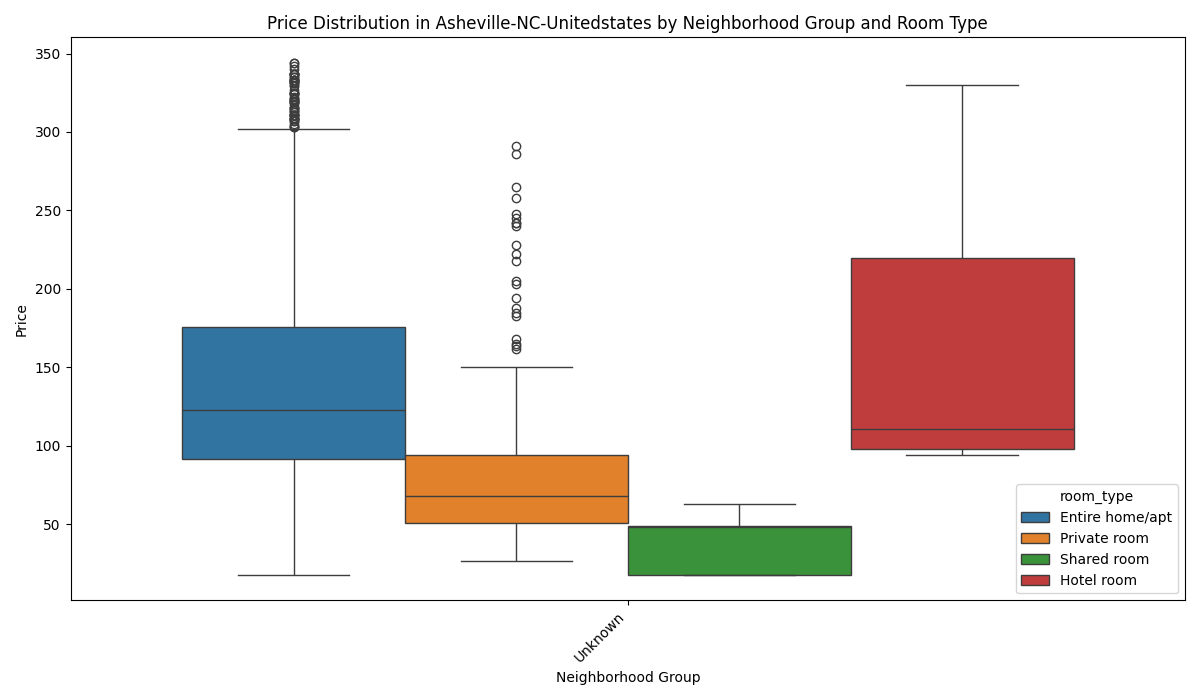 Price Distribution in Asheville-NC-Unitedstates by Neighborhood Group and Room Type
350
300
250
200
150
100
50
Price
Unknown
Neighborhood Group
room_type
Entire home/apt
Private room
Shared room
Hotel room